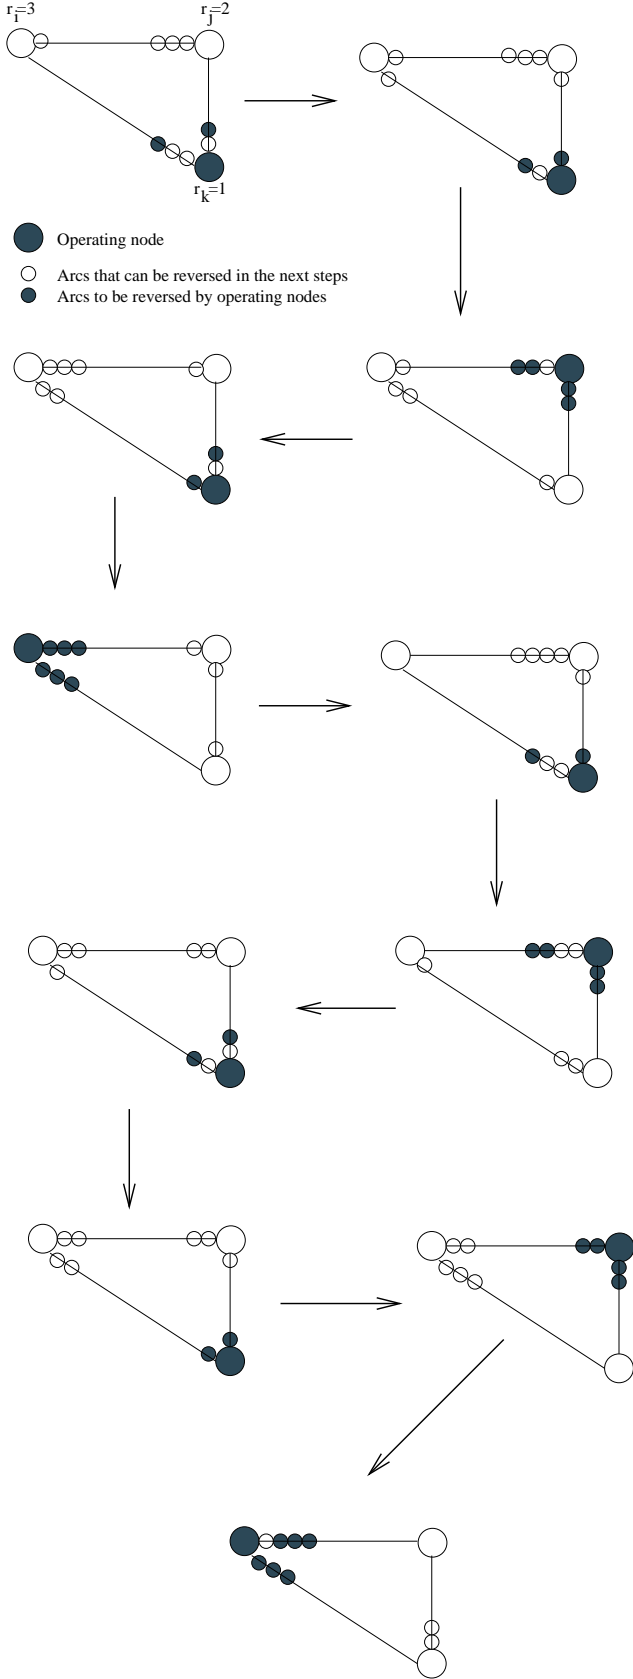 r_i=3
r_j=2
r_k=1
Operating node
Arcs that can be reversed in the next steps
Arcs to be reversed by operating nodes